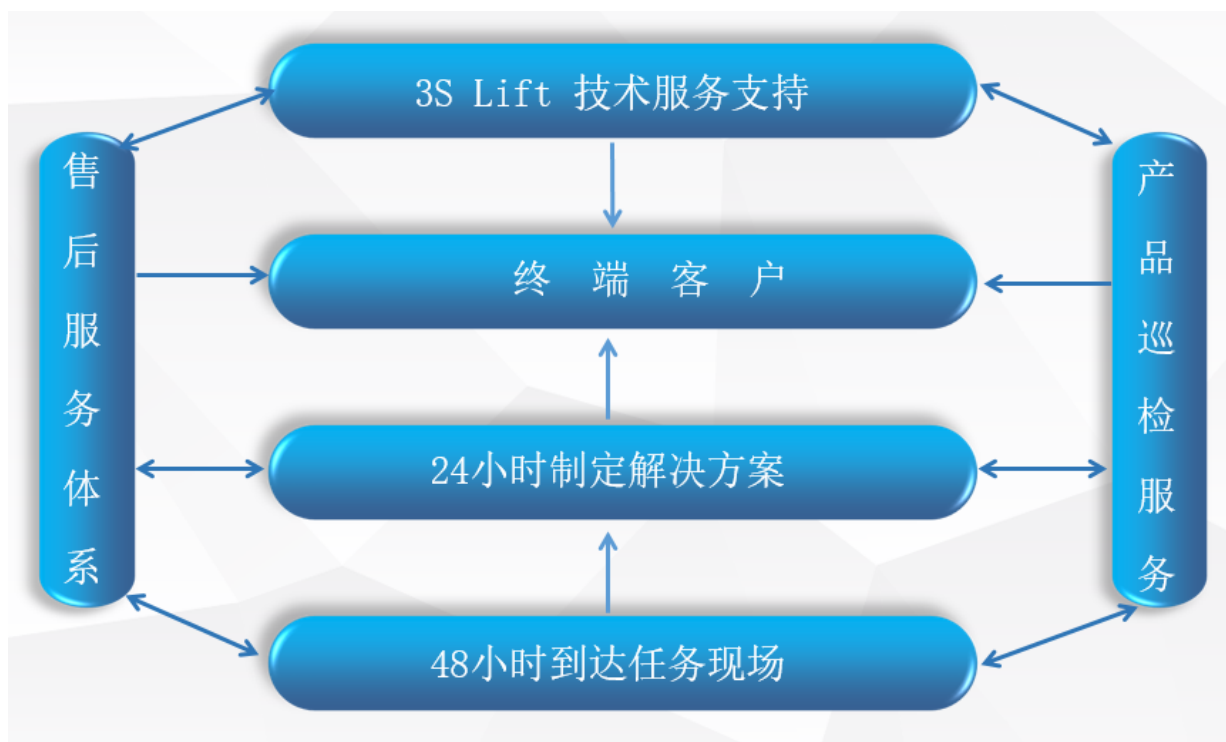 3S Lift 技术服务支持
售后服务体系
终端客户
产品巡检服务
24小时制定解决方案
48小时到达任务现场